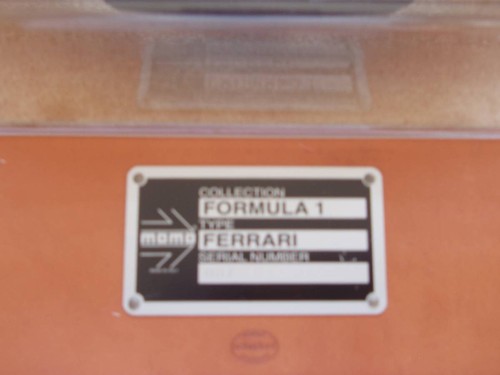 COLLECTION
FORMULA 1
TYPE
momo
FERRARI
SERIAL NUMBER